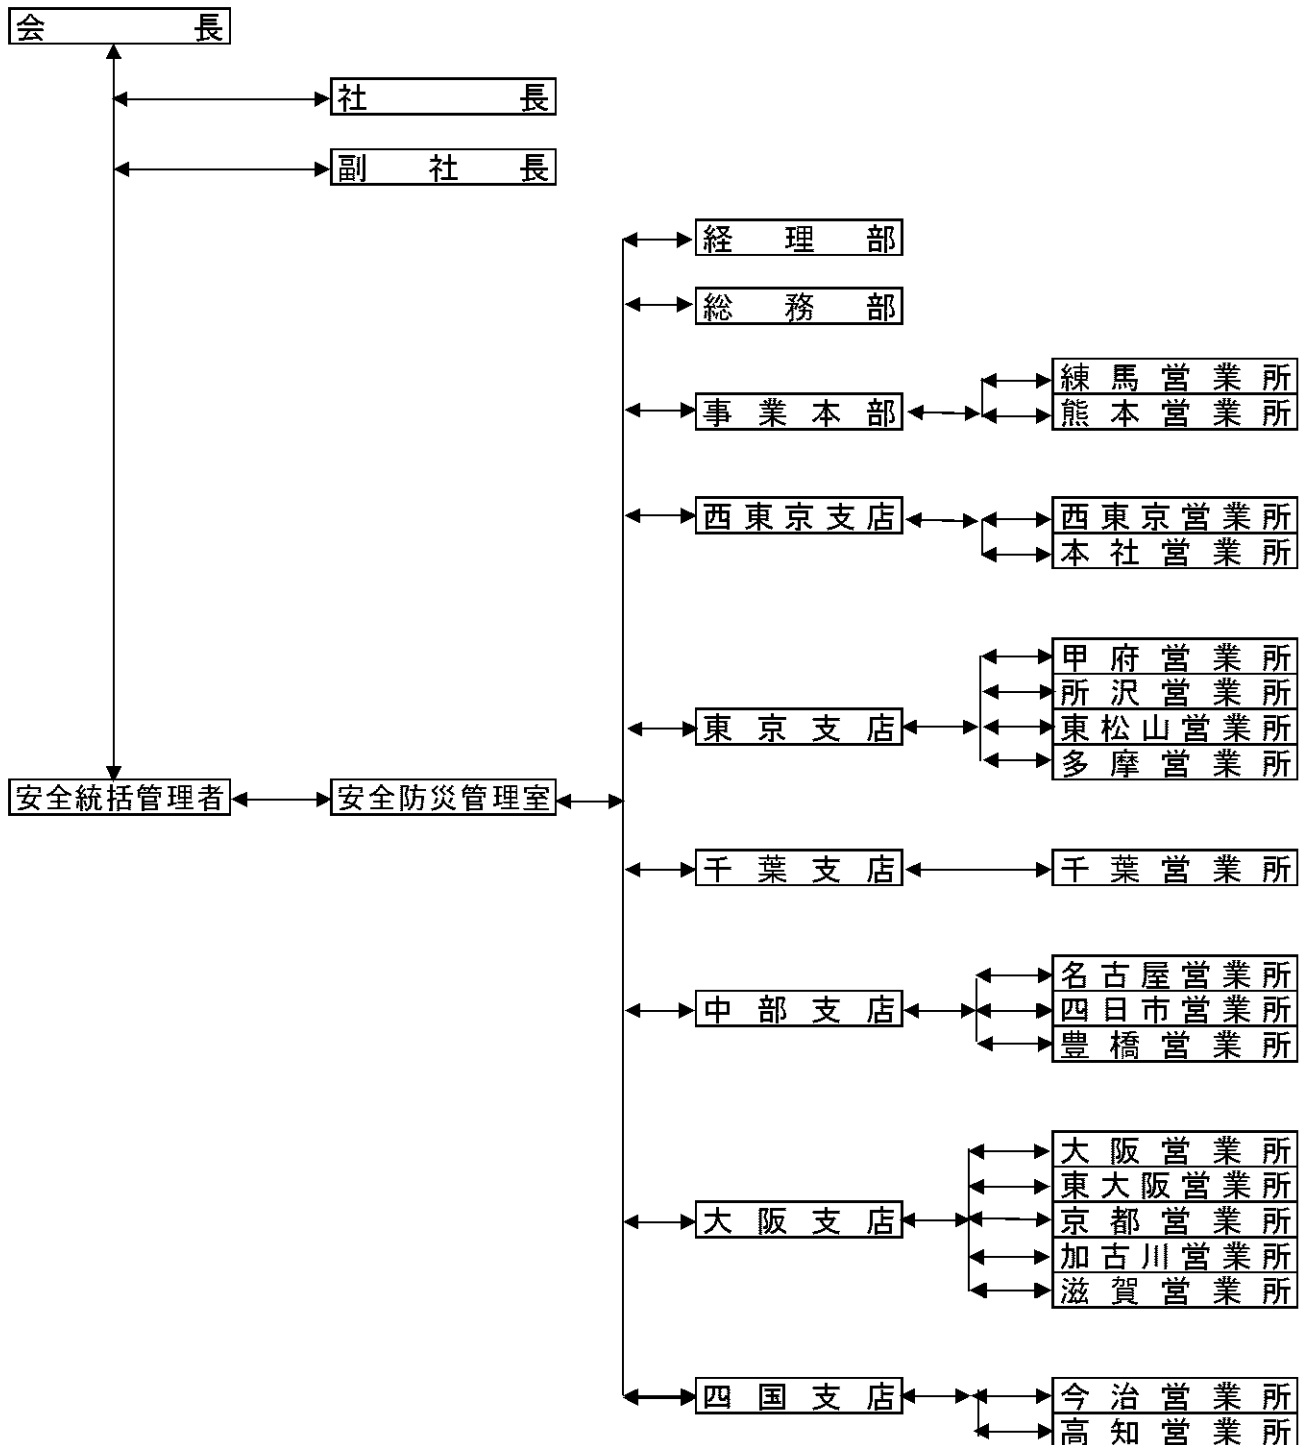 会長
社長
副社長
経理部
総務部
練馬営業所
事業本部
熊本営業所
西東京支店
西東京営業所
本社営業所
甲府営業所
所沢営業所
東京支店
東松山営業所
多摩営業所
安全統括管理者
安全防災管理室
千葉支店
千葉営業所
名古屋営業所
中部支店
四日市営業所
豊橋営業所
大阪営業所
東大阪営業所
大阪支店
京都営業所
加古川営業所
滋賀営業所
四国支店
今治営業所
高知営業所